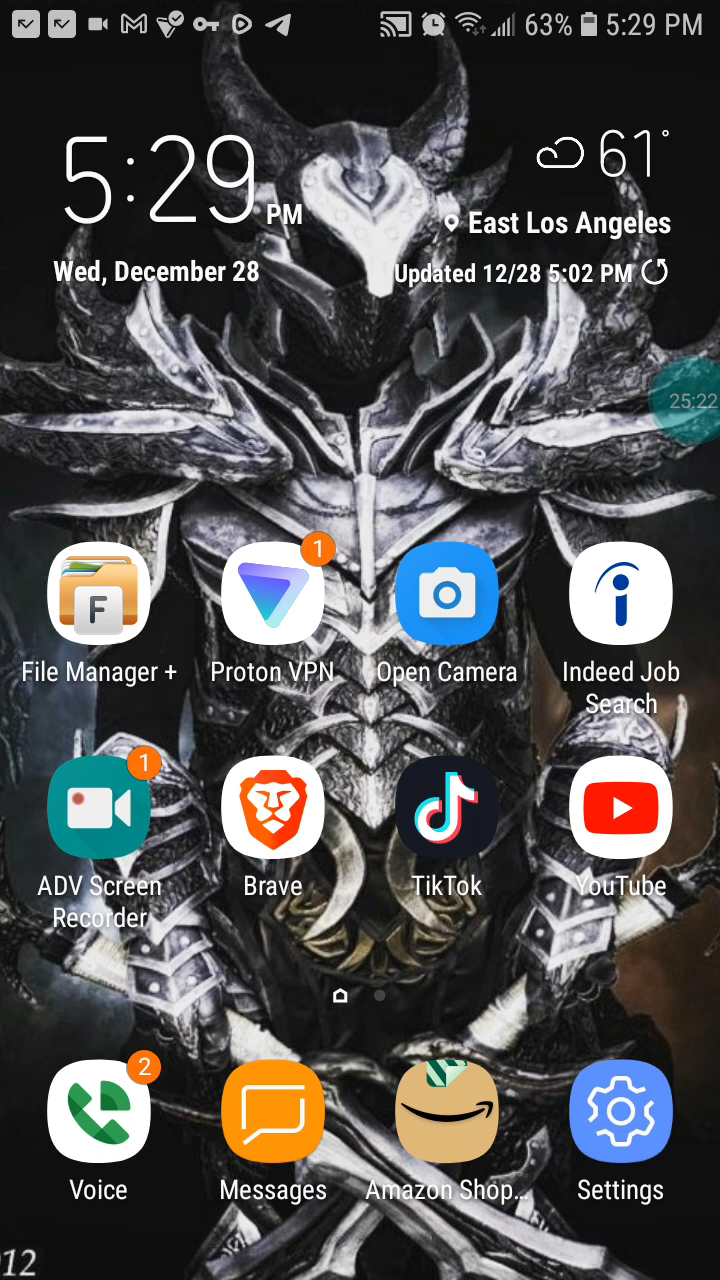 63% 5:29 PM
5:29 PM
61°
East Los Angeles
Wed, December 28
Updated 12/28 5:02 PM
25:22
1
F
File Manager +
Proton VPN
Open Camera
Indeed Job
Search
1
ADV Screen
Recorder
Brave
TikTok
YouTube
2
Voice
Messages
Amazon Shop...
Settings
012